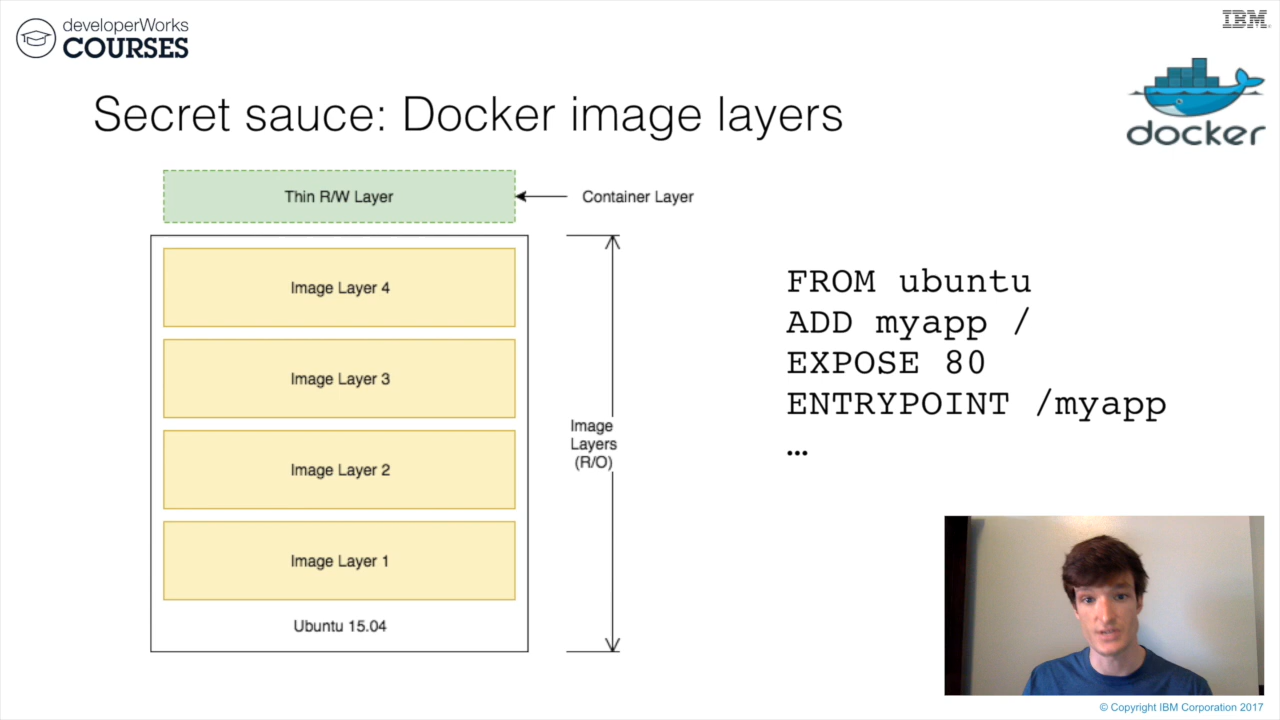 developerWorks
COURSES
IBM
Secret sauce: Docker image layers
docker
Thin R/W Layer
Container Layer
Image Layer 4
Image Layer 3
Image Layer 2
Image Layer 1
Ubuntu 15.04
Image
Layers
(R/O)
FROM ubuntu
ADD myapp /
EXPOSE 80
ENTRYPOINT /myapp
…
© Copyright IBM Corporation 2017